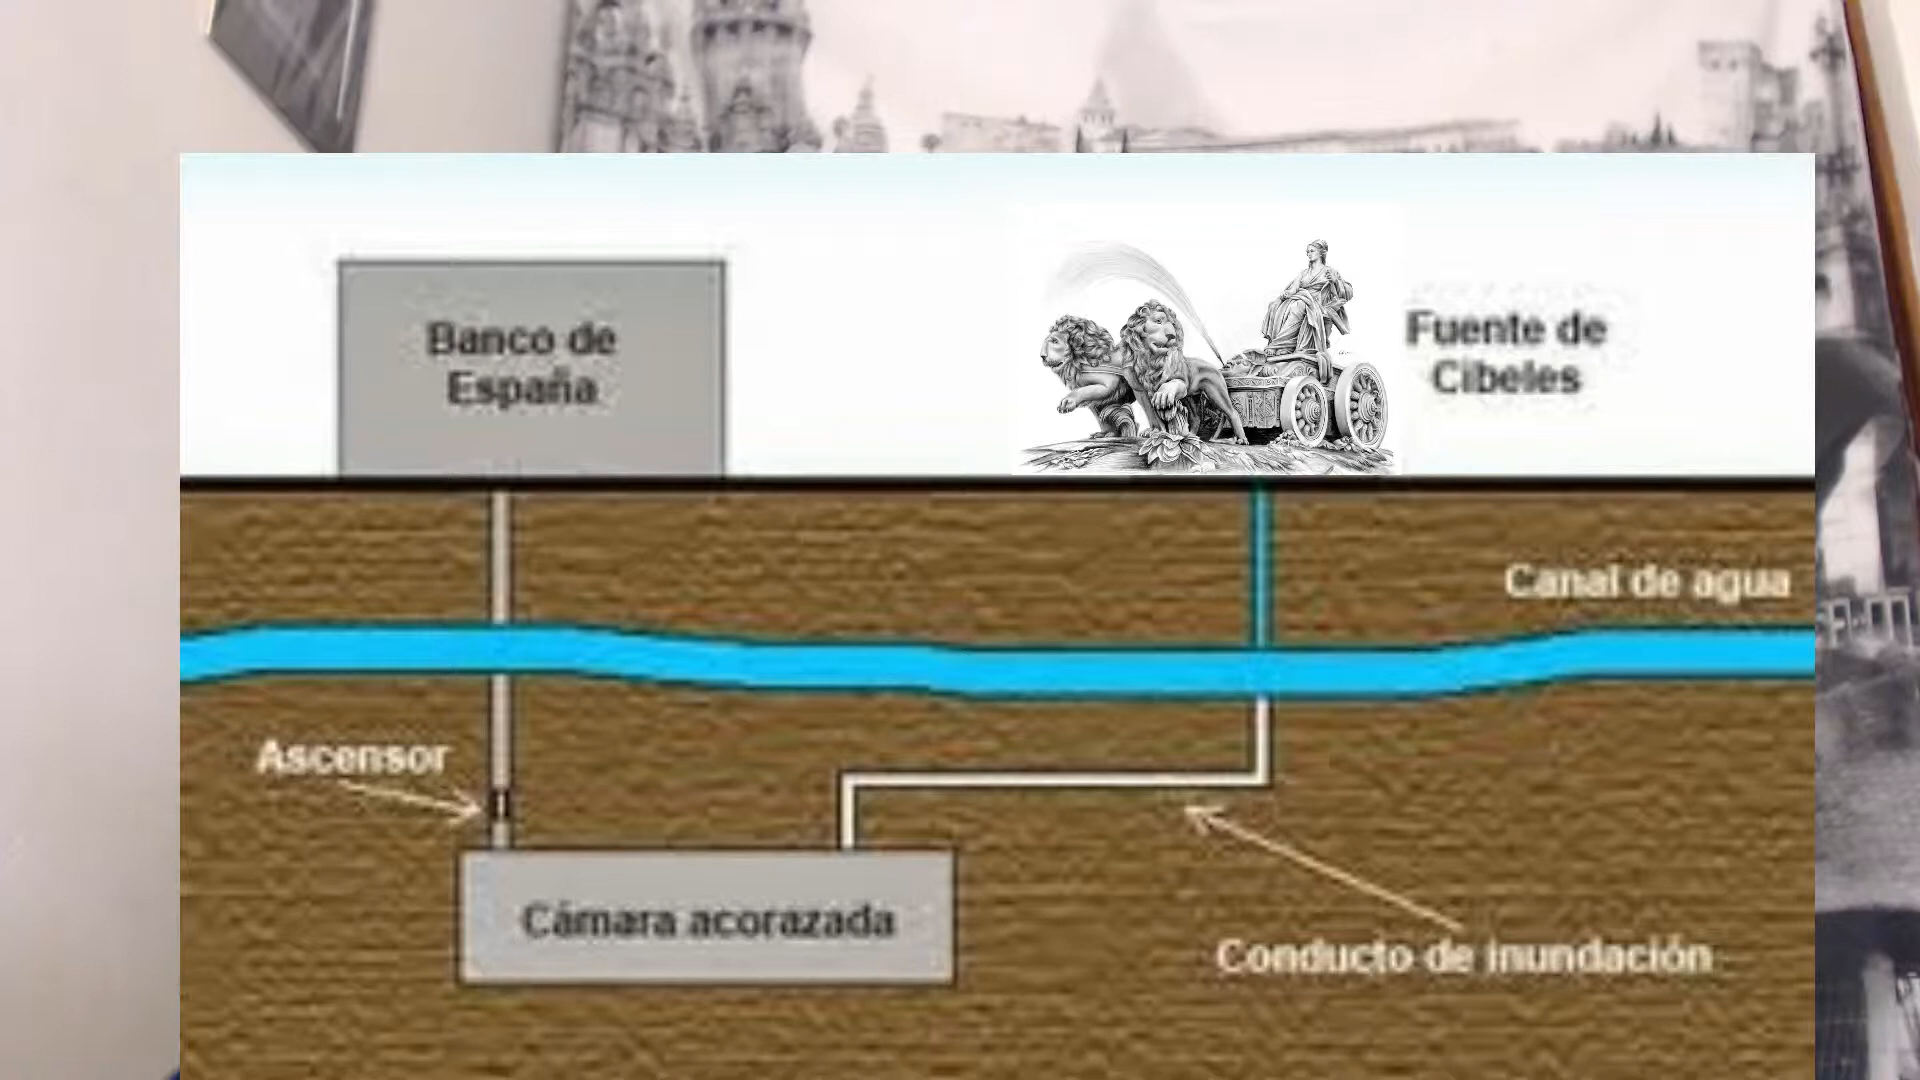 Banco de
España
Fuente de
Cibeles
Canal de agua
Ascensor
Cámara acorazada
Conducto de inundación